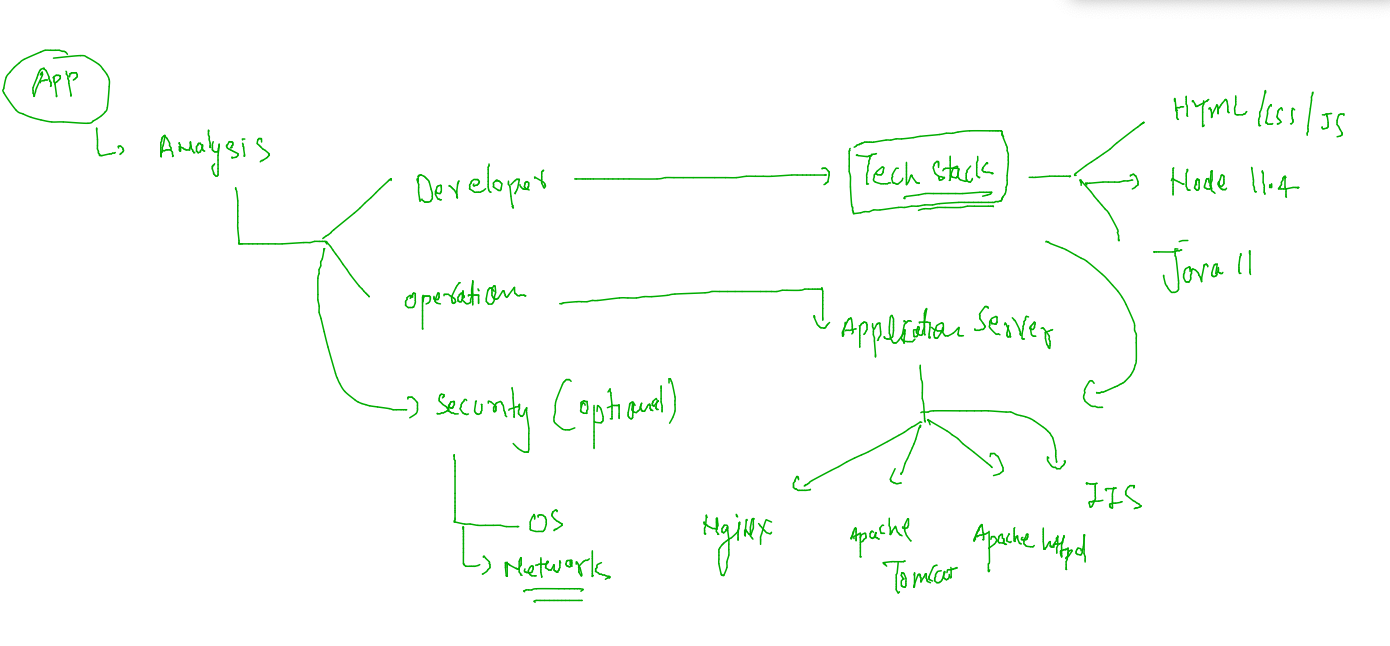 App
Analysis
Developer
Tech stack
HTML/CSS/JS
Node 11.4
Java 11
operation
Application Server
security (optional)
OS
Networks
Nginx
Apache
Tomcat
Apache httpd
IIS